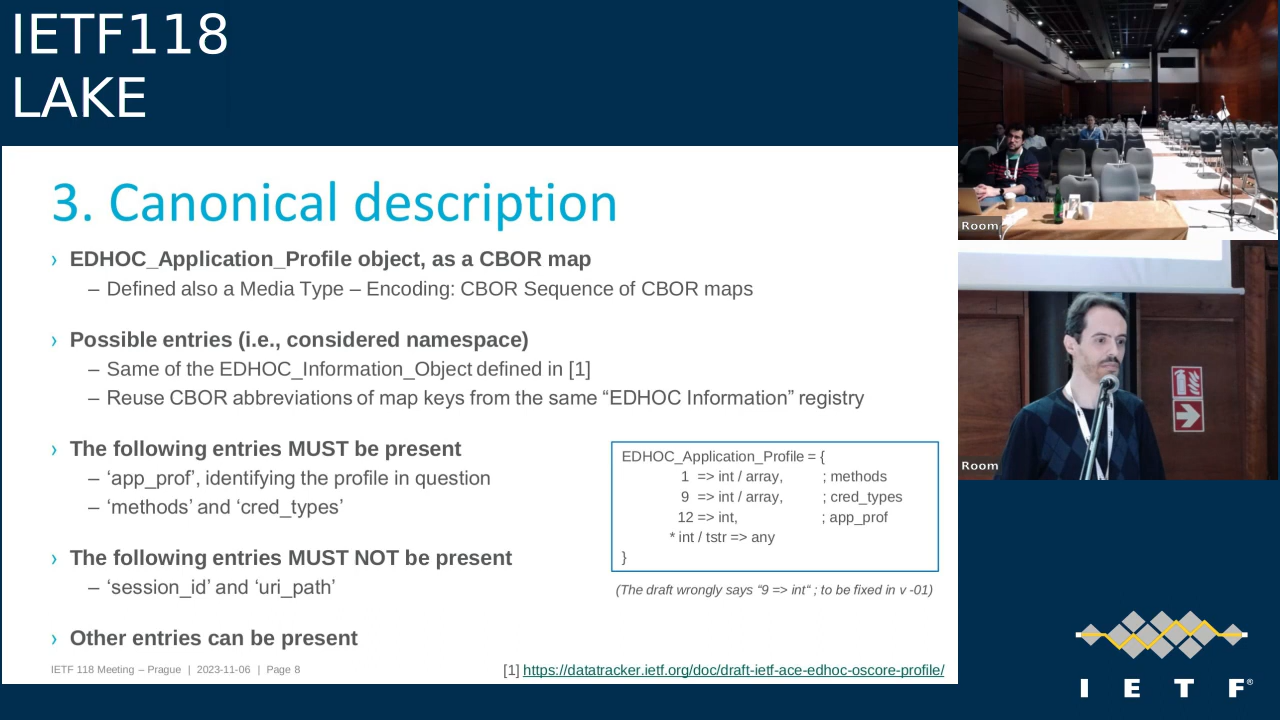 IETF118
LAKE
3. Canonical description
› EDHOC_Application_Profile object, as a CBOR map
– Defined also a Media Type – Encoding: CBOR Sequence of CBOR maps
› Possible entries (i.e., considered namespace)
– Same of the EDHOC_Information_Object defined in [1]
– Reuse CBOR abbreviations of map keys from the same “EDHOC Information” registry
› The following entries MUST be present
– ‘app_prof’, identifying the profile in question
– ‘methods’ and ‘cred_types’
› The following entries MUST NOT be present
– ‘session_id’ and ‘uri_path’
› Other entries can be present
EDHOC_Application_Profile = {
1 => int / array, ; methods
9 => int / array, ; cred_types
12 => int, ; app_prof
* int / tstr => any
}
(The draft wrongly says “9 => int“ ; to be fixed in v -01)
IETF 118 Meeting – Prague | 2023-11-06 | Page 8
[1] https://datatracker.ietf.org/doc/draft-ietf-ace-edhoc-oscore-profile/
Room
Room
I E T F®